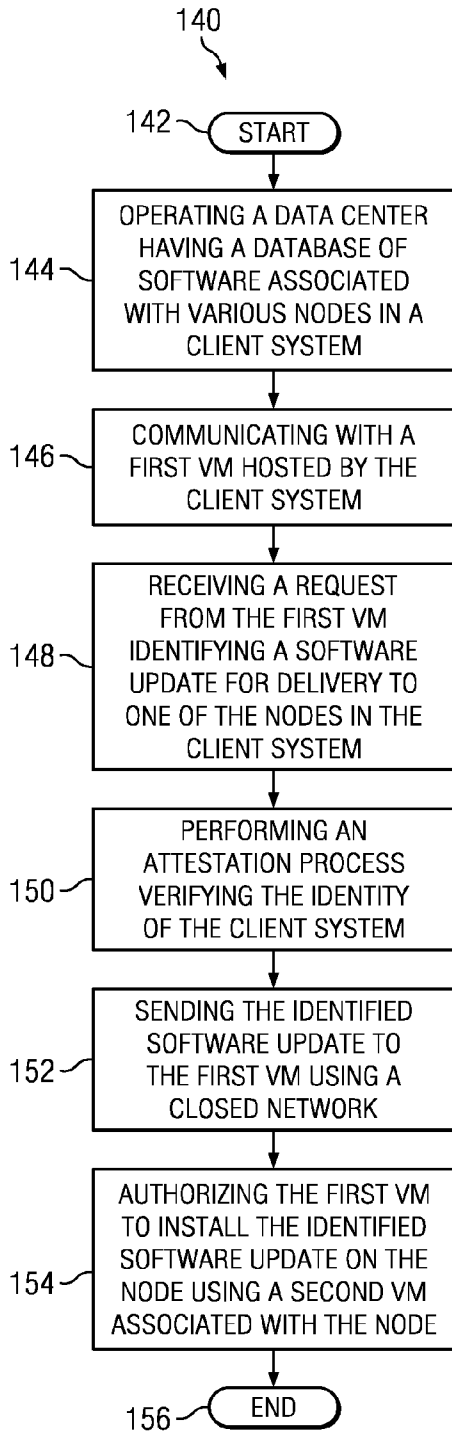 140
142
START
144
OPERATING A DATA CENTER
HAVING A DATABASE OF
SOFTWARE ASSOCIATED
WITH VARIOUS NODES IN A
CLIENT SYSTEM
146
COMMUNICATING WITH A
FIRST VM HOSTED BY THE
CLIENT SYSTEM
148
RECEIVING A REQUEST
FROM THE FIRST VM
IDENTIFYING A SOFTWARE
UPDATE FOR DELIVERY TO
ONE OF THE NODES IN THE
CLIENT SYSTEM
150
PERFORMING AN
ATTESTATION PROCESS
VERIFYING THE IDENTITY
OF THE CLIENT SYSTEM
152
SENDING THE IDENTIFIED
SOFTWARE UPDATE TO
THE FIRST VM USING A
CLOSED NETWORK
154
AUTHORIZING THE FIRST VM
TO INSTALL THE IDENTIFIED
SOFTWARE UPDATE ON THE
NODE USING A SECOND VM
ASSOCIATED WITH THE NODE
156
END